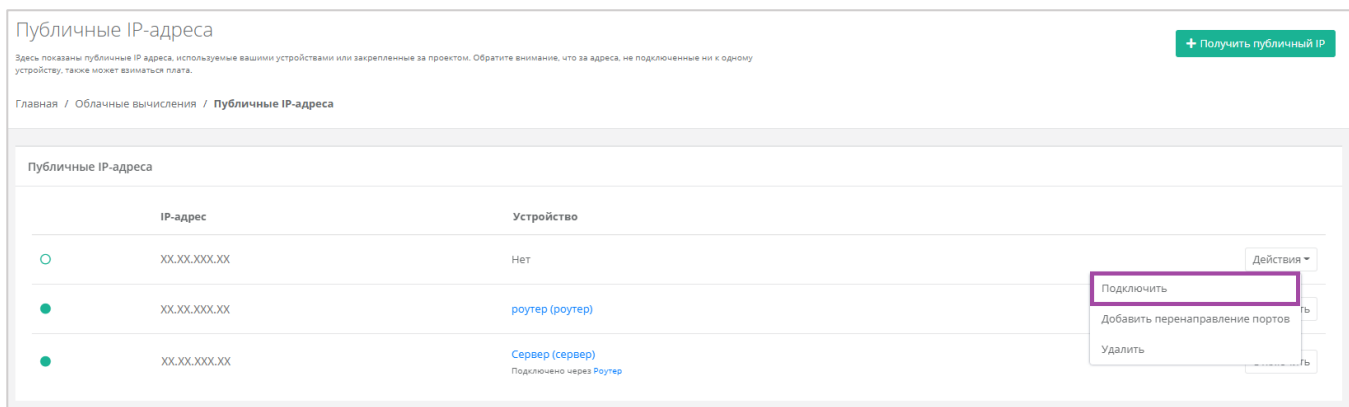 Публичные IP-адреса
+ Получить публичный IP
Здесь показаны публичные IP адреса, используемые вашими устройствами или закрепленные за проектом. Обратите внимание, что за адреса, не подключенные ни к одному
устройству, также может взиматься плата.
Главная / Облачные вычисления / Публичные IP-адреса
Публичные IP-адреса
IP-адрес Устройство
XX.XX.XXX.XX Нет Действия
Подключить
XX.XX.XXX.XX роутер (роутер)
Добавить перенаправление портов
Удалить
XX.XX.XXX.XX Сервер (сервер)
Подключено через Роутер